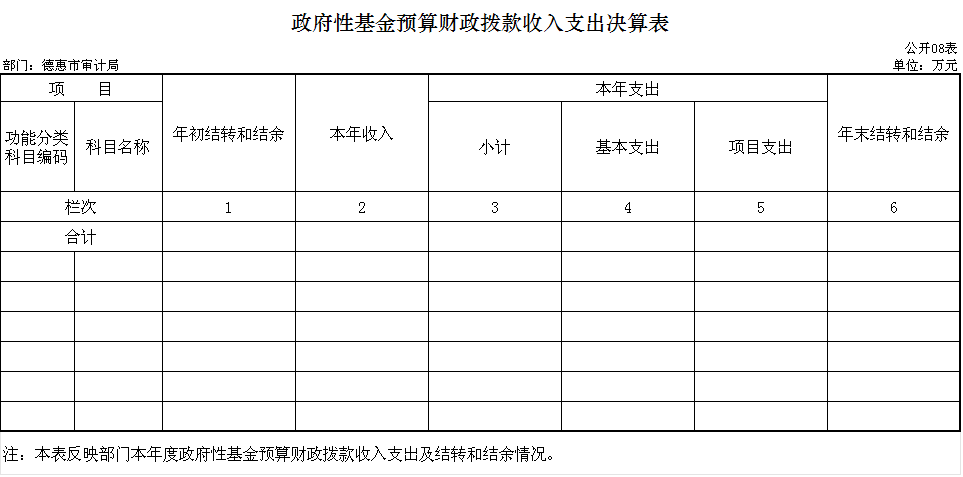 政府性基金预算财政拨款收入支出决算表
公开08表
部门：德惠市审计局
单位：万元
项 目
年初结转和结余
本年收入
本年支出
年末结转和结余
功能分类
科目编码
科目名称
小计
基本支出
项目支出
栏次
1
2
3
4
5
6
合计
注：本表反映部门本年度政府性基金预算财政拨款收入支出及结转和结余情况。